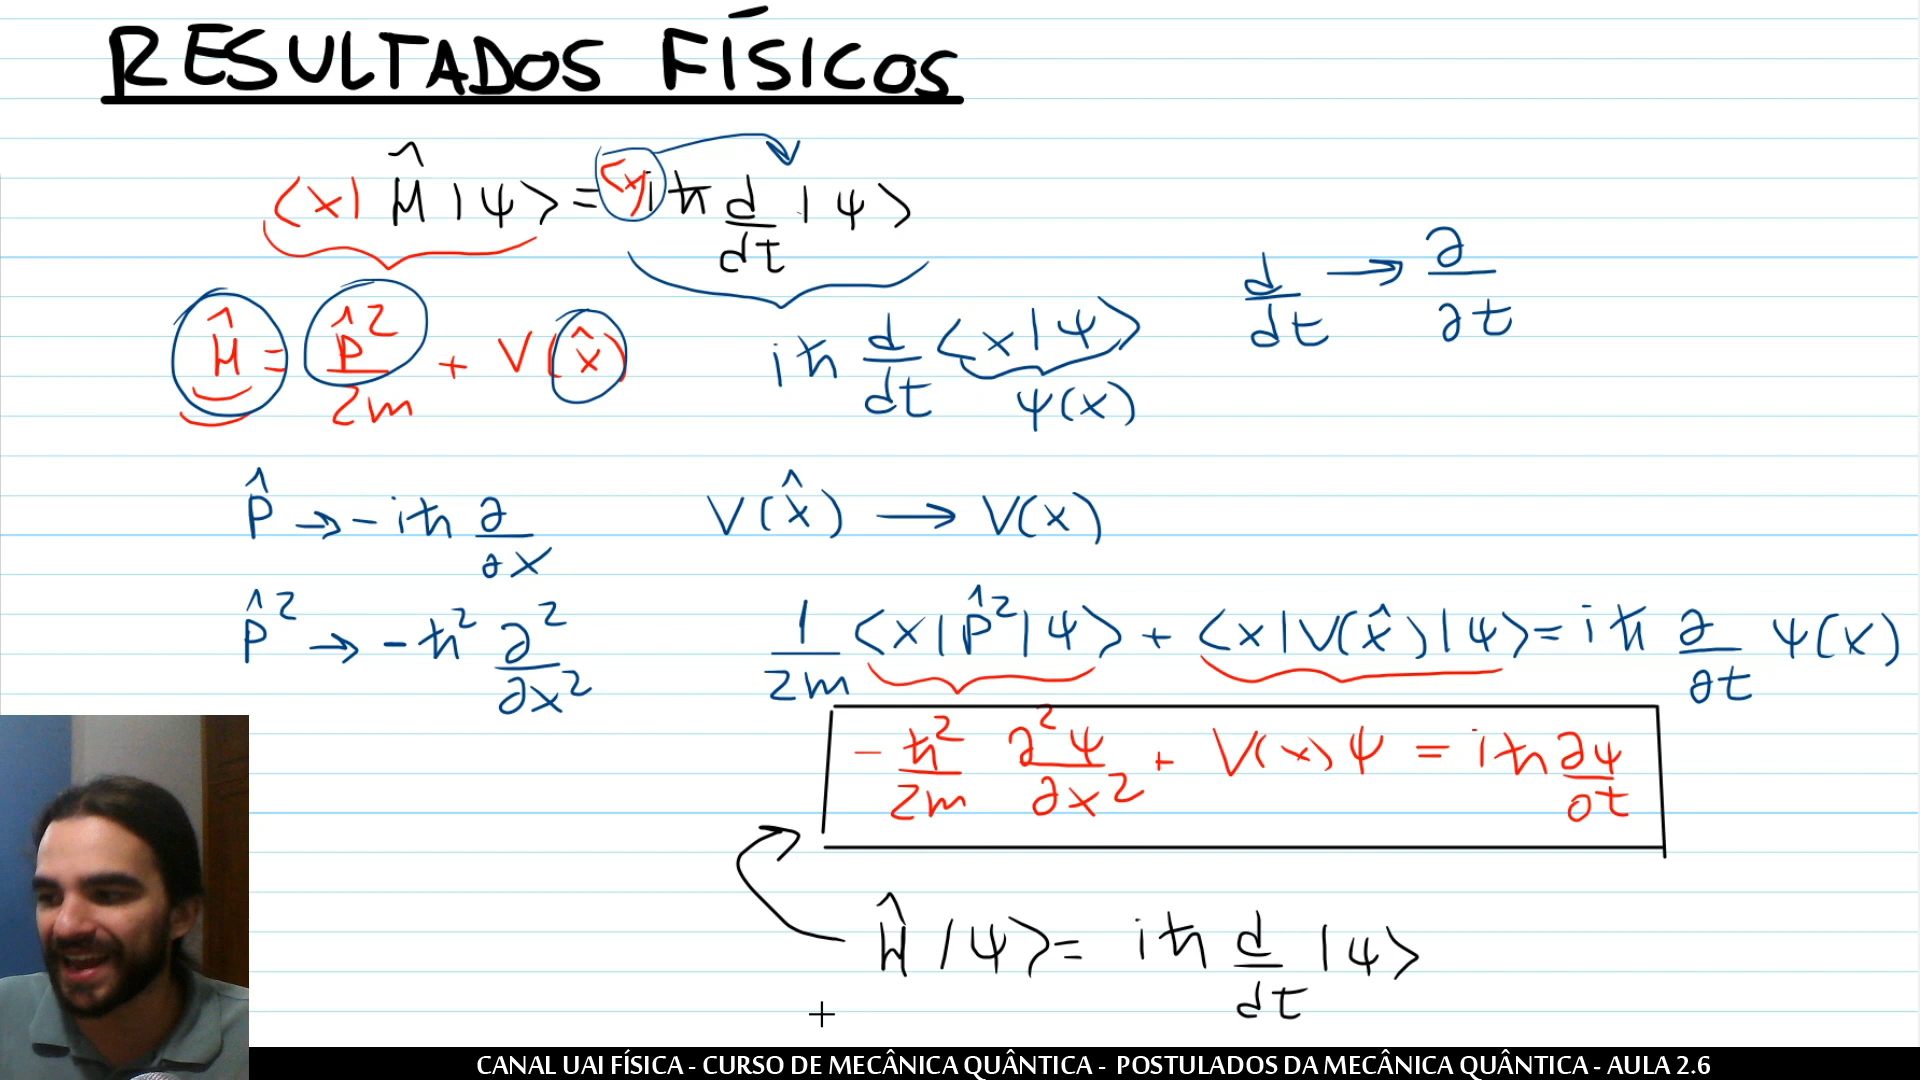 RESULTADOS FÍSICOS
⟨x| Ĥ |ψ⟩ = ⟨x| iħ d/dt |ψ⟩
d/dt → ∂/∂t
Ĥ = p̂²/2m + V(x̂)
iħ d/dt ⟨x|ψ⟩
ψ(x)
p̂ → -iħ ∂/∂x
V(x̂) → V(x)
p̂² → -ħ² ∂²/∂x²
1/2m ⟨x|p̂²|ψ⟩ + ⟨x|V(x̂)|ψ⟩ = iħ ∂/∂t ψ(x)
-ħ²/2m ∂²ψ/∂x² + V(x)ψ = iħ ∂ψ/∂t
Ĥ|ψ⟩ = iħ d/dt |ψ⟩
CANAL UAI FÍSICA - CURSO DE MECÂNICA QUÂNTICA - POSTULADOS DA MECÂNICA QUÂNTICA - AULA 2.6